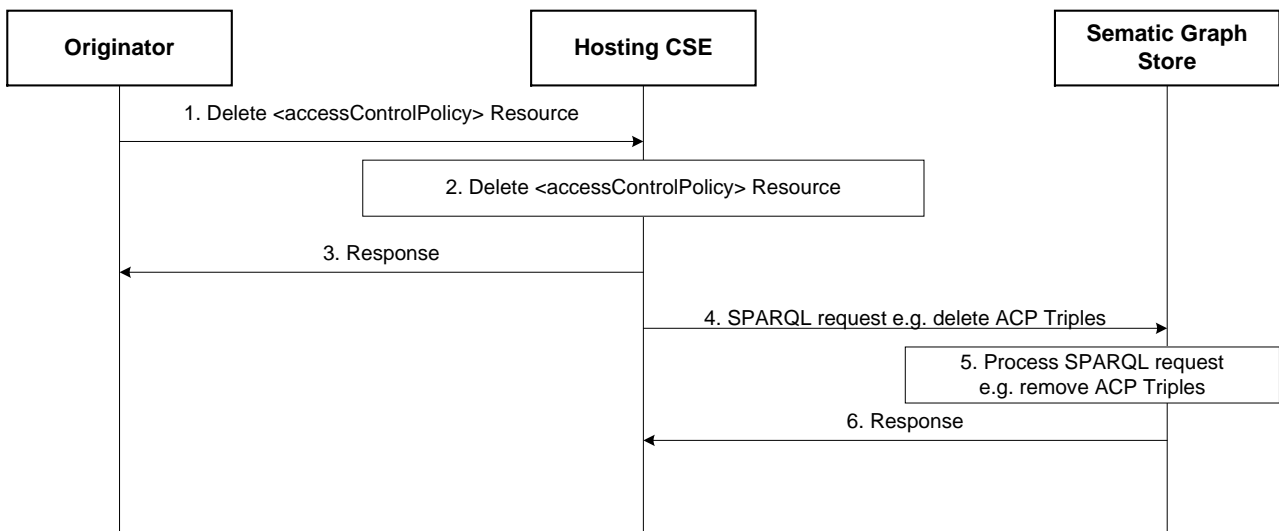 Originator
Hosting CSE
Sematic Graph
Store
1. Delete <accessControlPolicy> Resource
2. Delete <accessControlPolicy> Resource
3. Response
4. SPARQL request e.g. delete ACP Triples
5. Process SPARQL request
e.g. remove ACP Triples
6. Response